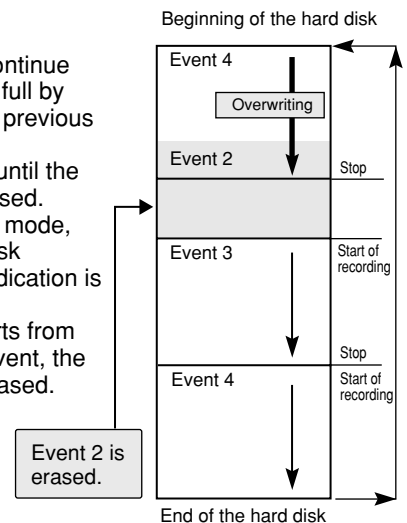 Beginning of the hard disk
ontinue
full by
previous
until the
sed.
mode,
sk
dication is
rts from
vent, the
ased.
Event 4
Overwriting
Event 2
Stop
Event 3
Start of
recording
Stop
Event 4
Start of
recording
Event 2 is
erased.
End of the hard disk